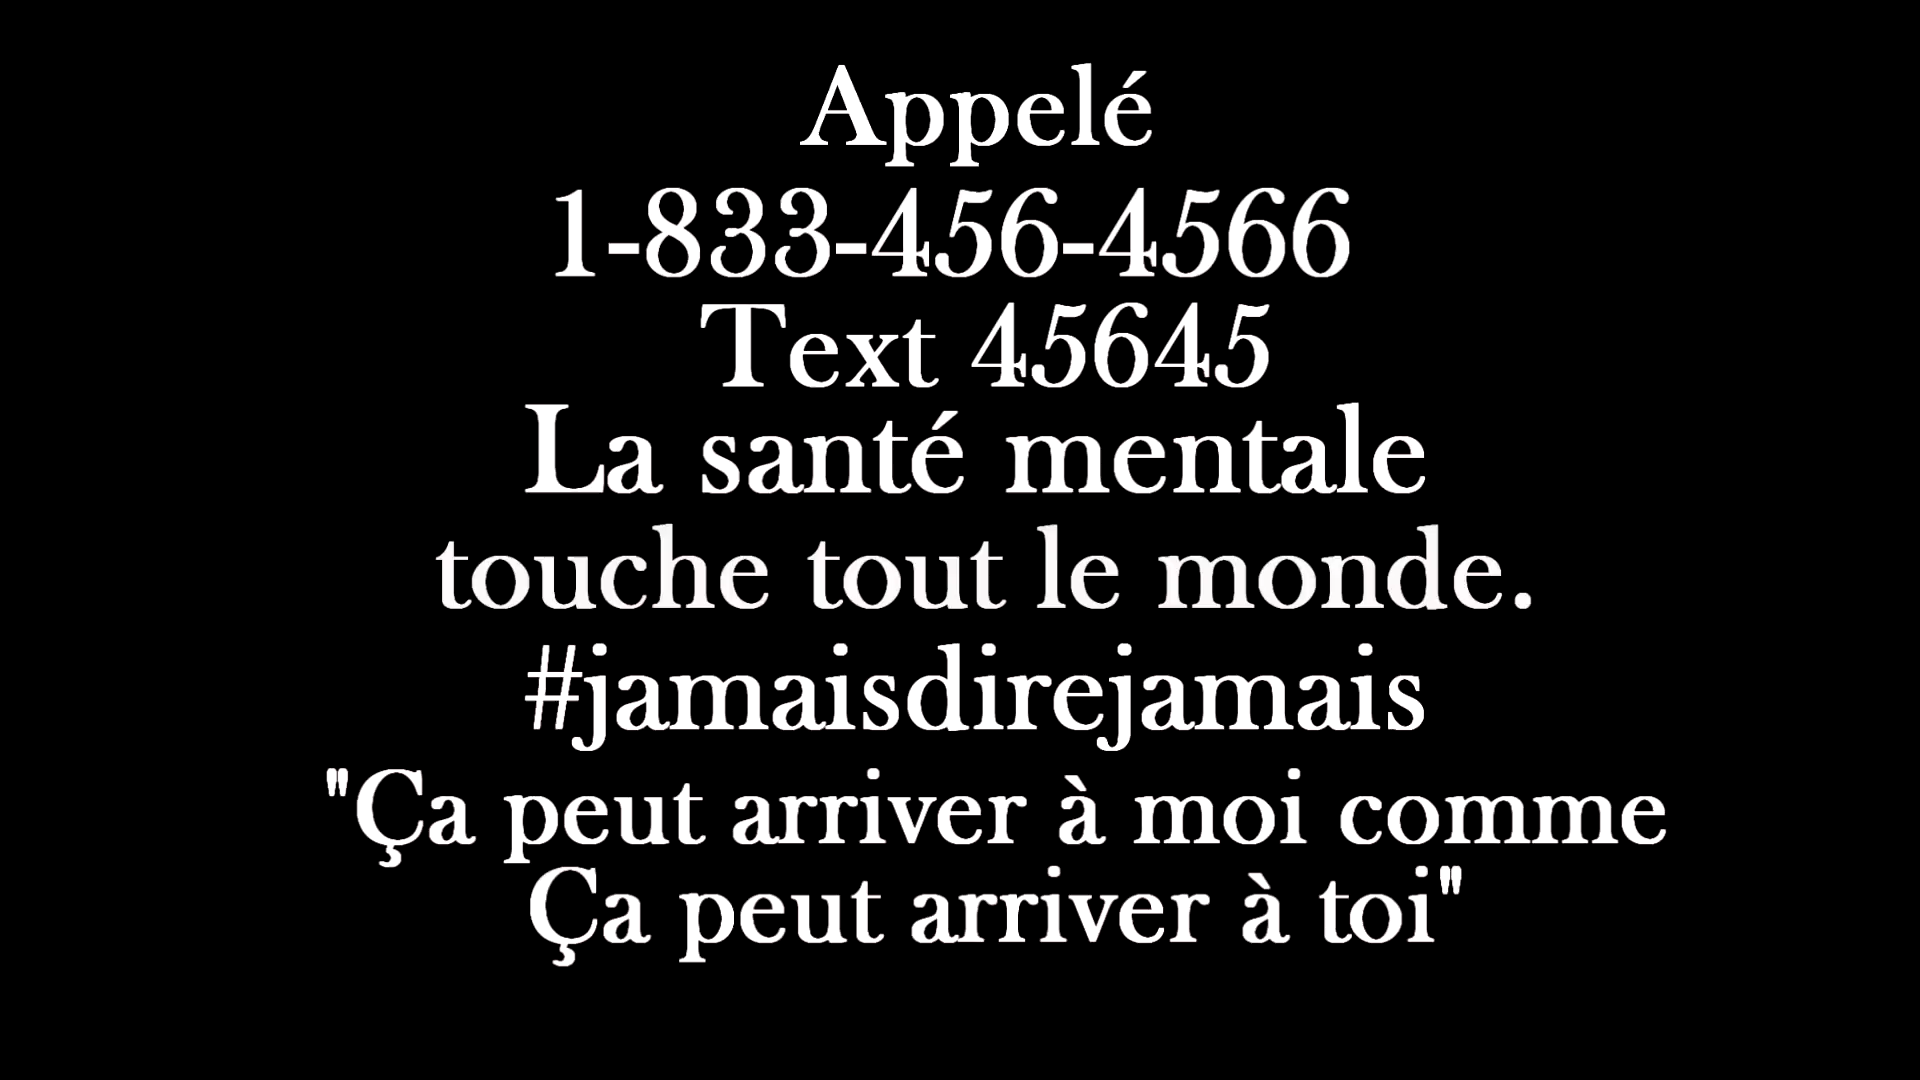 Appelé
1-833-456-4566
Text 45645
La santé mentale
touche tout le monde.
#jamaisdirejamais
"Ça peut arriver à moi comme
Ça peut arriver à toi"